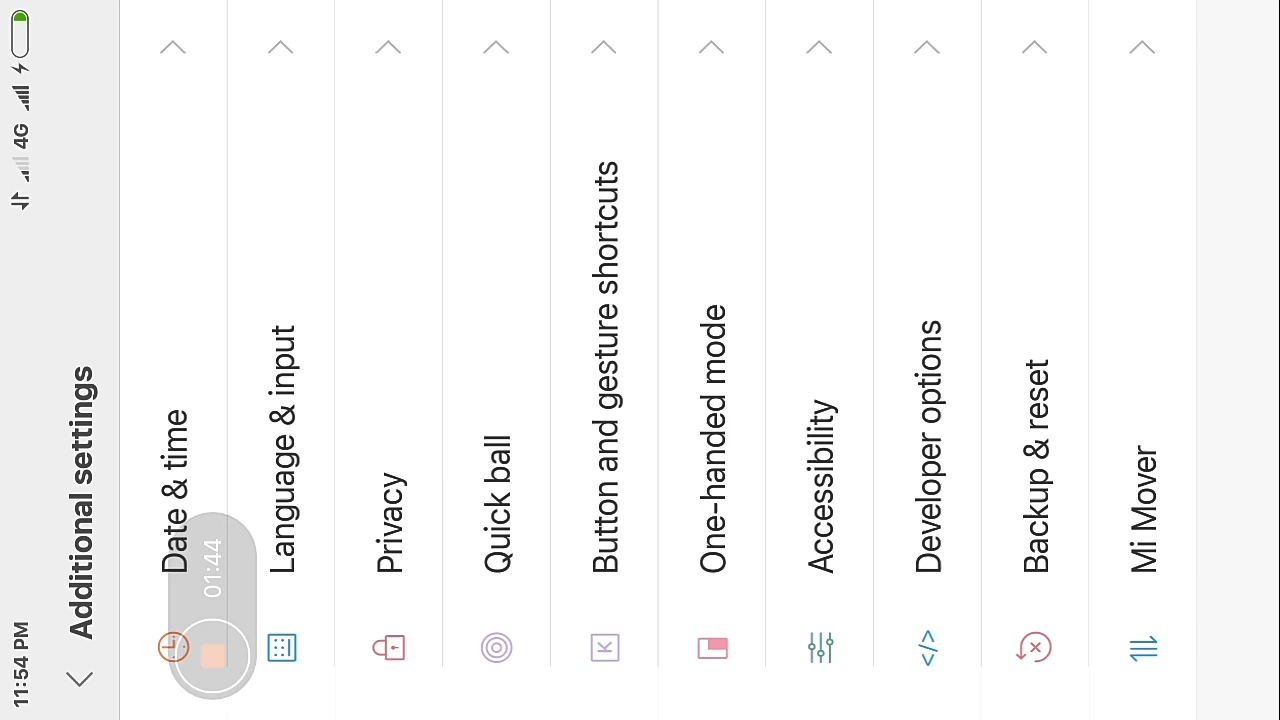 11:54 PM
4G
Additional settings
Date & time
01:44
Language & input
Privacy
Quick ball
Button and gesture shortcuts
One-handed mode
Accessibility
Developer options
Backup & reset
Mi Mover